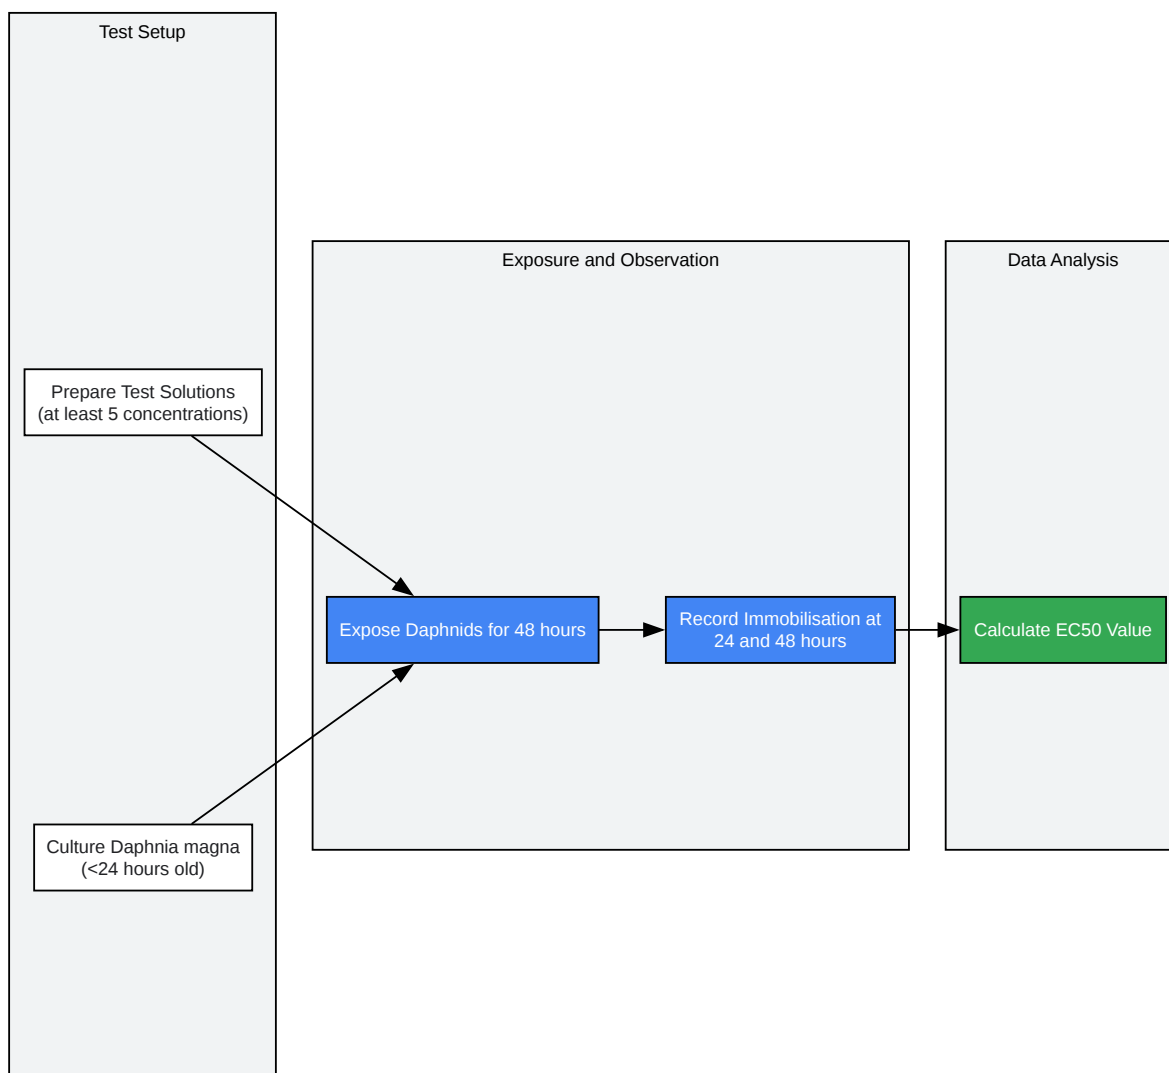 Test Setup
Prepare Test Solutions
(at least 5 concentrations)
Culture Daphnia magna
(<24 hours old)
Exposure and Observation
Expose Daphnids for 48 hours
Record Immobilisation at
24 and 48 hours
Data Analysis
Calculate EC50 Value